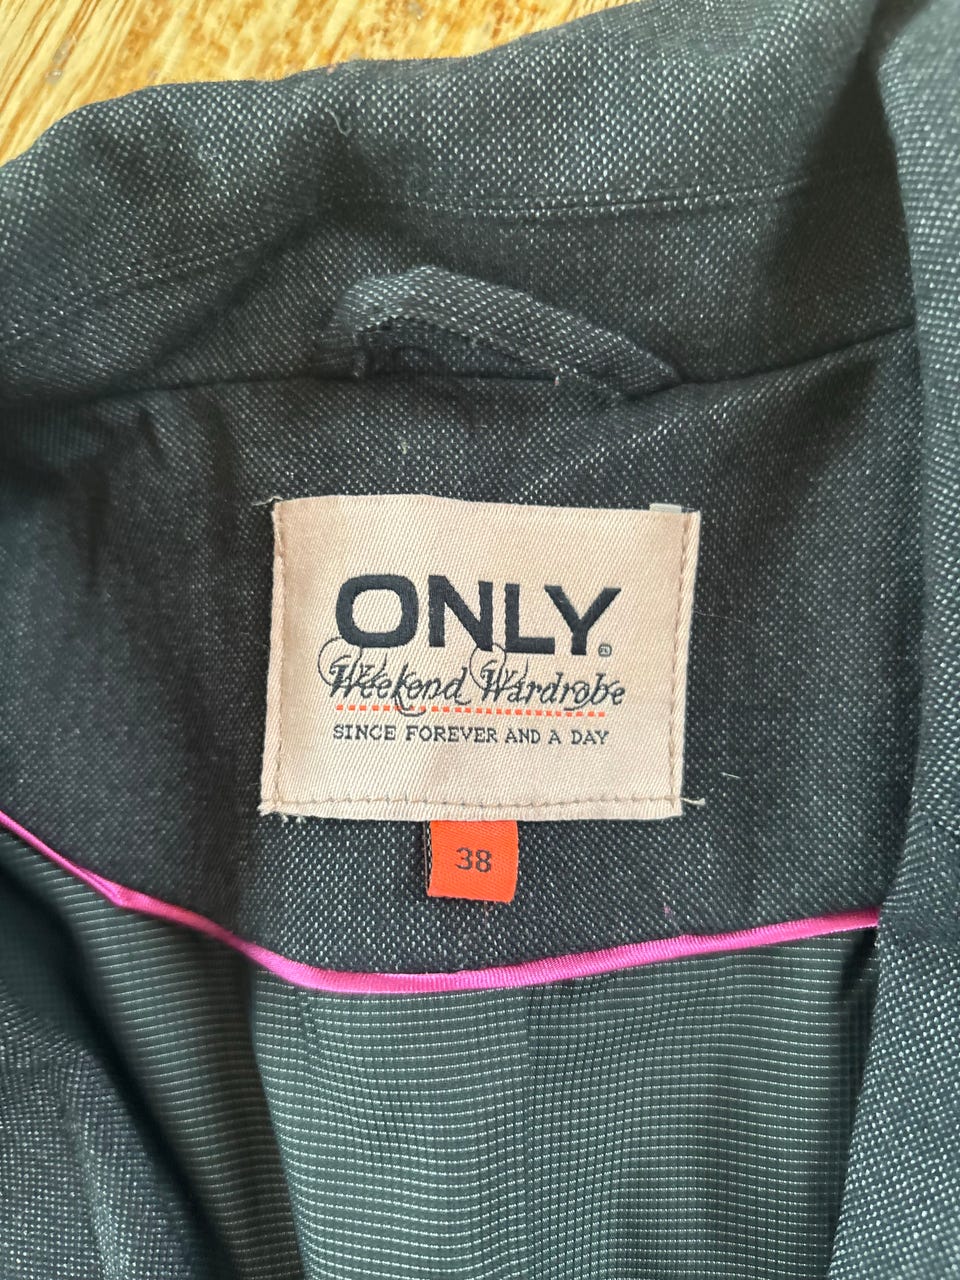 ONLY®
Weekend Wardrobe
SINCE FOREVER AND A DAY
38